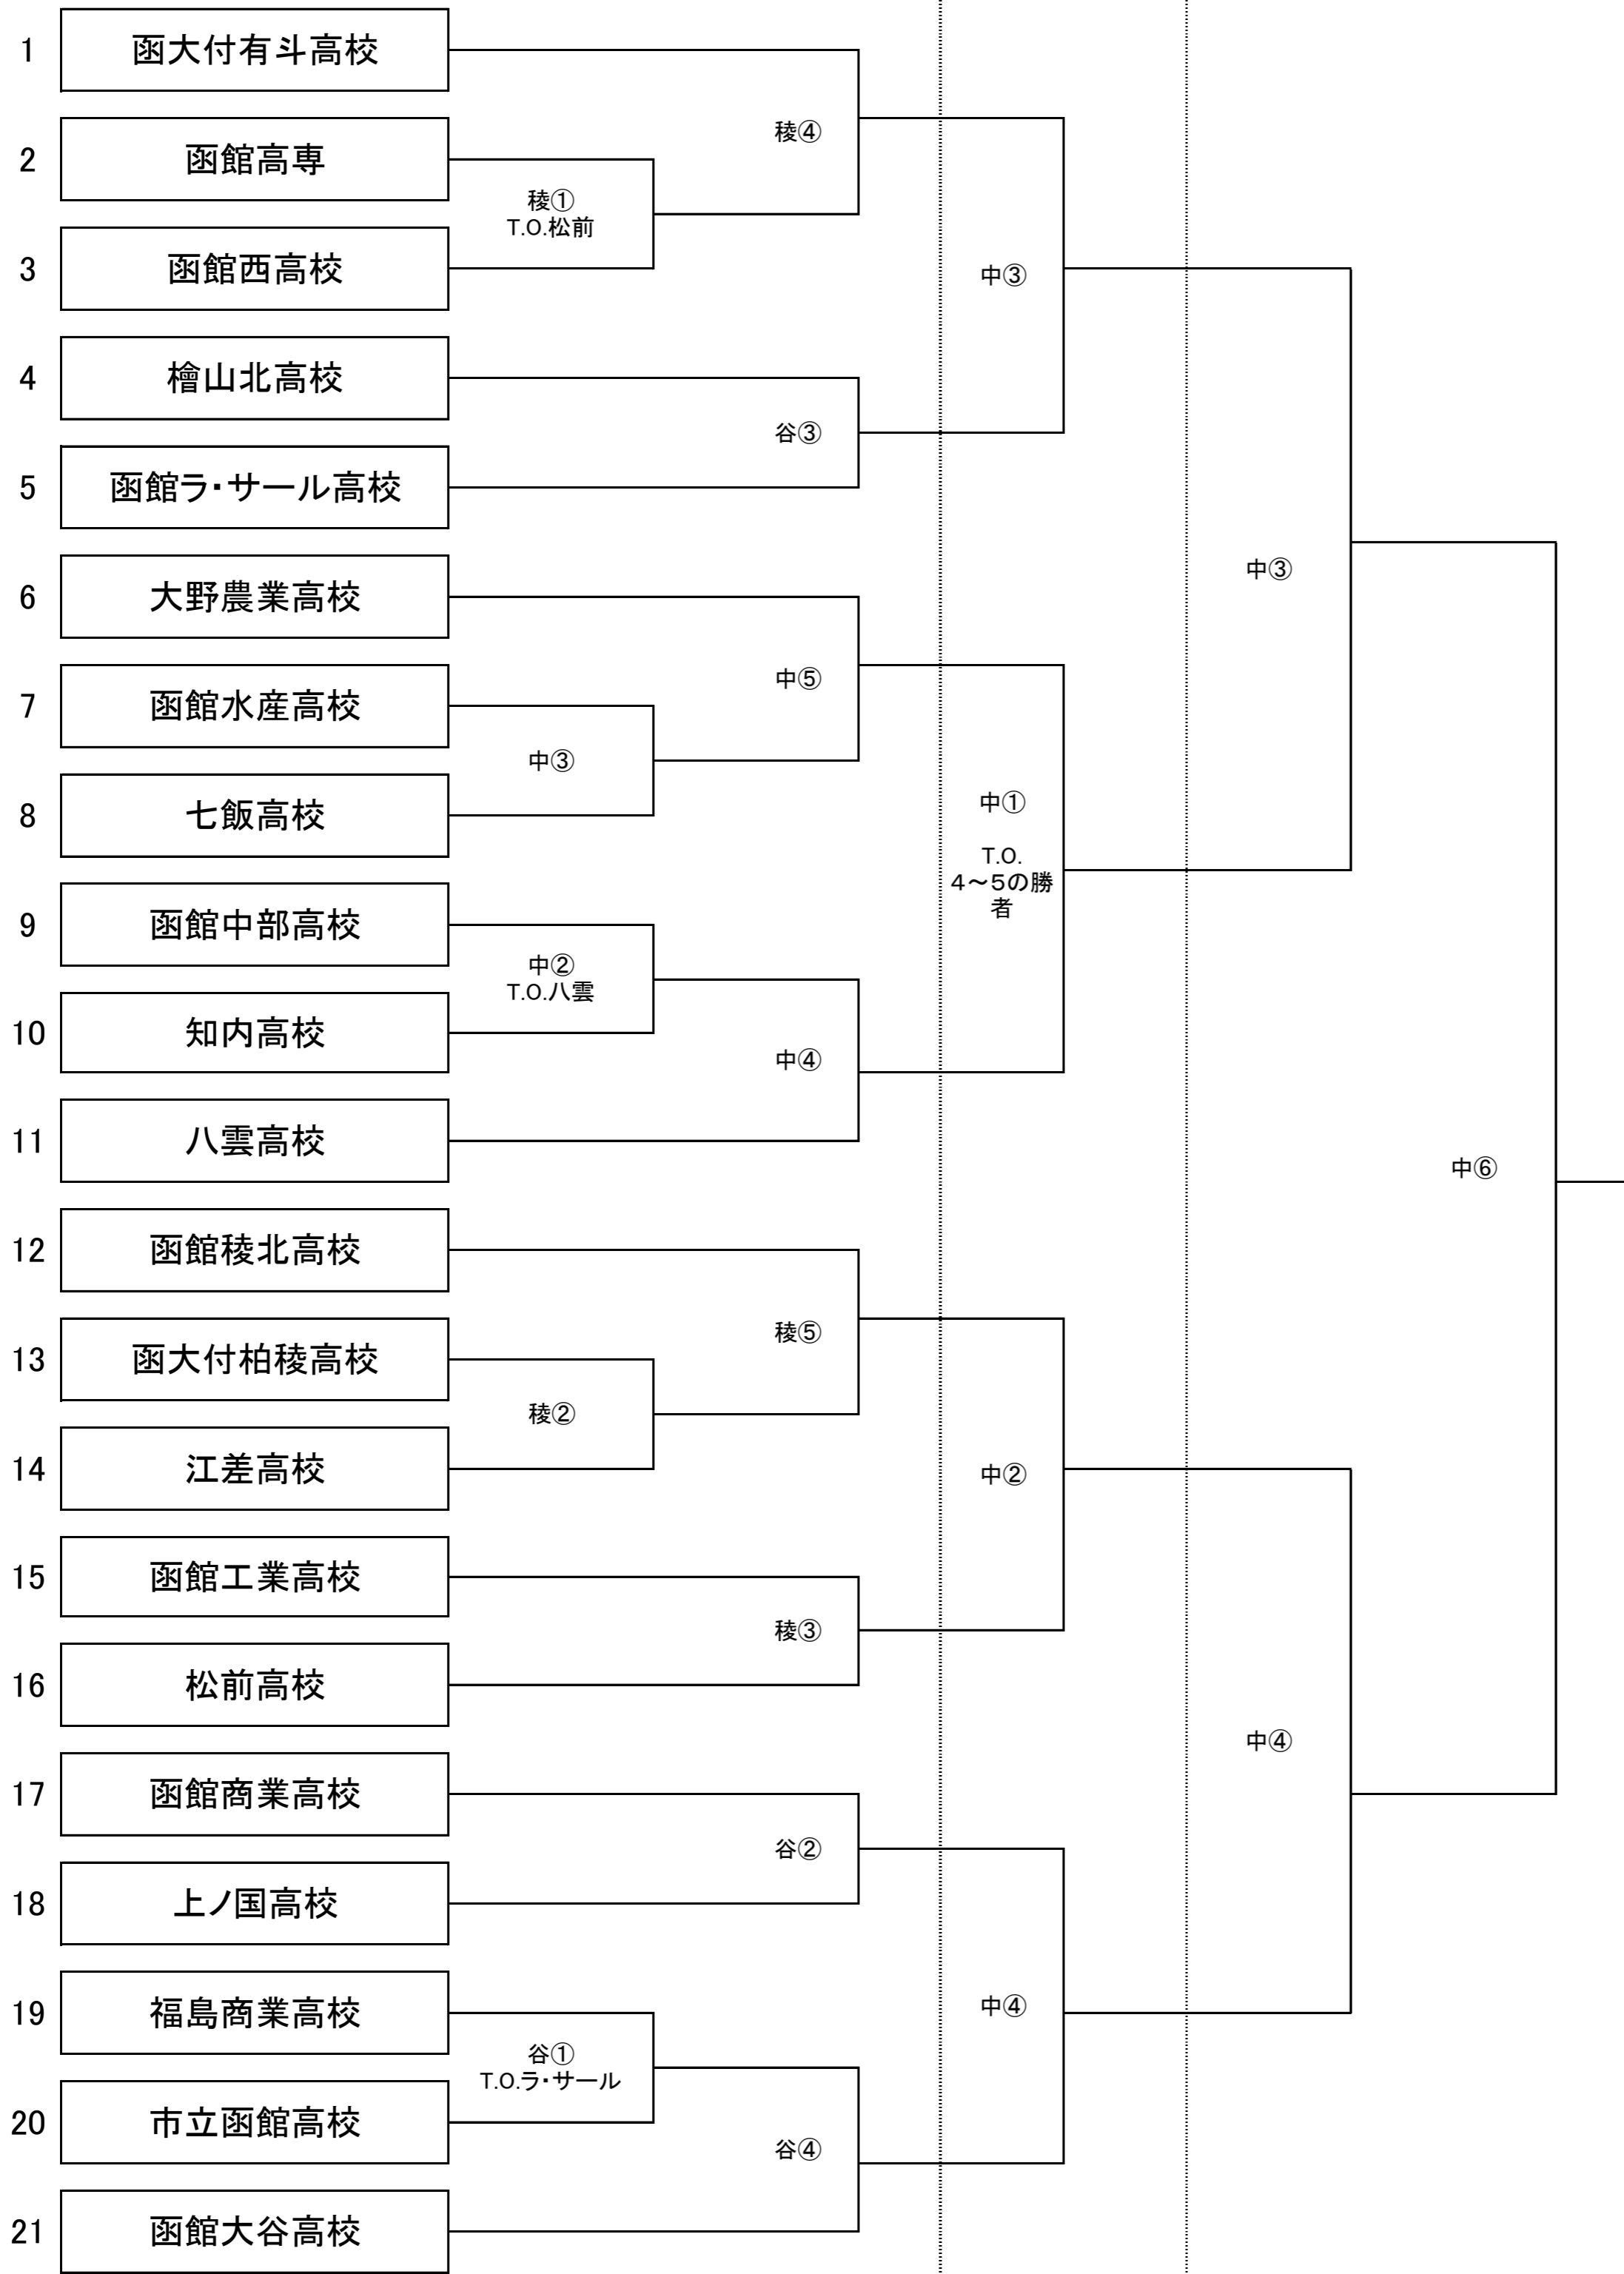 1 函大付有斗高校
稜④
2 函館高専
稜①
T.O.松前
3 函館西高校
中③
4 檜山北高校
谷③
5 函館ラ・サール高校
中③
6 大野農業高校
中⑤
7 函館水産高校
中③
8 七飯高校
中①
T.O.
4～5の勝
者
9 函館中部高校
中②
T.O.八雲
10 知内高校
中④
11 八雲高校
中⑥
12 函館稜北高校
稜⑤
13 函大付柏稜高校
稜②
14 江差高校
中②
15 函館工業高校
稜③
16 松前高校
中④
17 函館商業高校
谷②
18 上ノ国高校
19 福島商業高校
中④
谷①
T.O.ラ・サール
20 市立函館高校
谷④
21 函館大谷高校